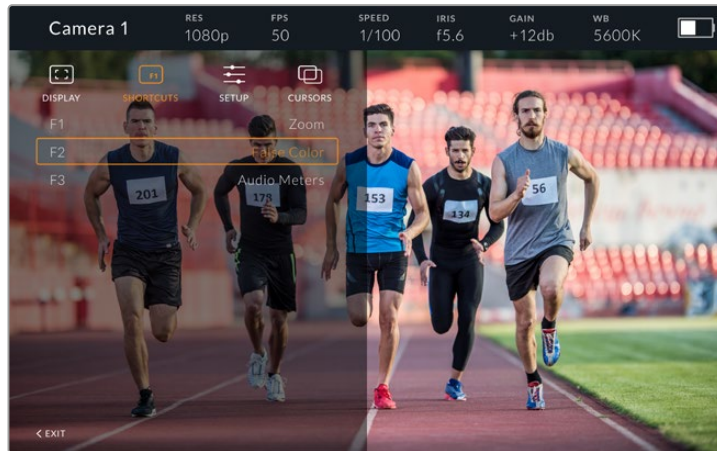 Camera 1
RES
1080p
FPS
50
SPEED
1/100
IRIS
f5.6
GAIN
+12db
WB
5600K
F1
DISPLAY
SHORTCUTS
SETUP
CURSORS
F1 Zoom
F2 False Color
F3 Audio Meters
201
178
153
134
56
< EXIT